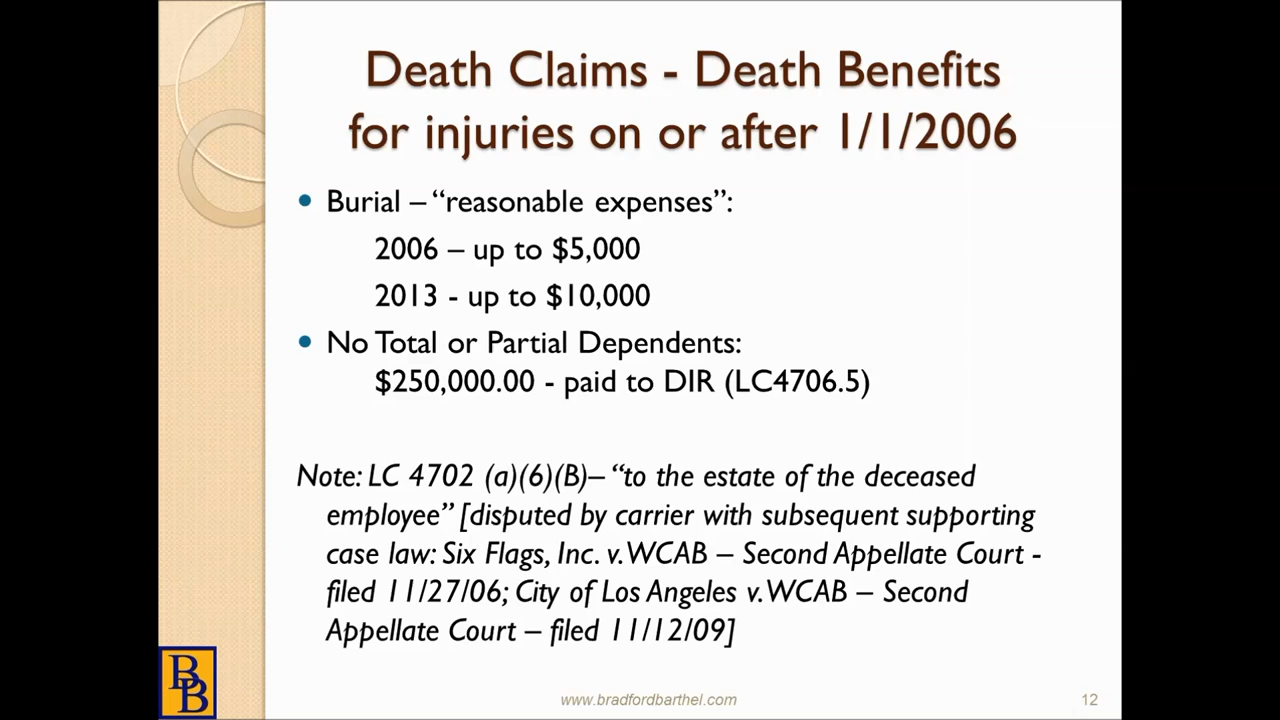 Death Claims - Death Benefits
for injuries on or after 1/1/2006
• Burial – “reasonable expenses”:
2006 – up to $5,000
2013 - up to $10,000
• No Total or Partial Dependents:
$250,000.00 - paid to DIR (LC4706.5)
Note: LC 4702 (a)(6)(B)– “to the estate of the deceased
employee” [disputed by carrier with subsequent supporting
case law: Six Flags, Inc. v. WCAB – Second Appellate Court -
filed 11/27/06; City of Los Angeles v. WCAB – Second
Appellate Court – filed 11/12/09]
BB
www.bradfordbarthel.com
12